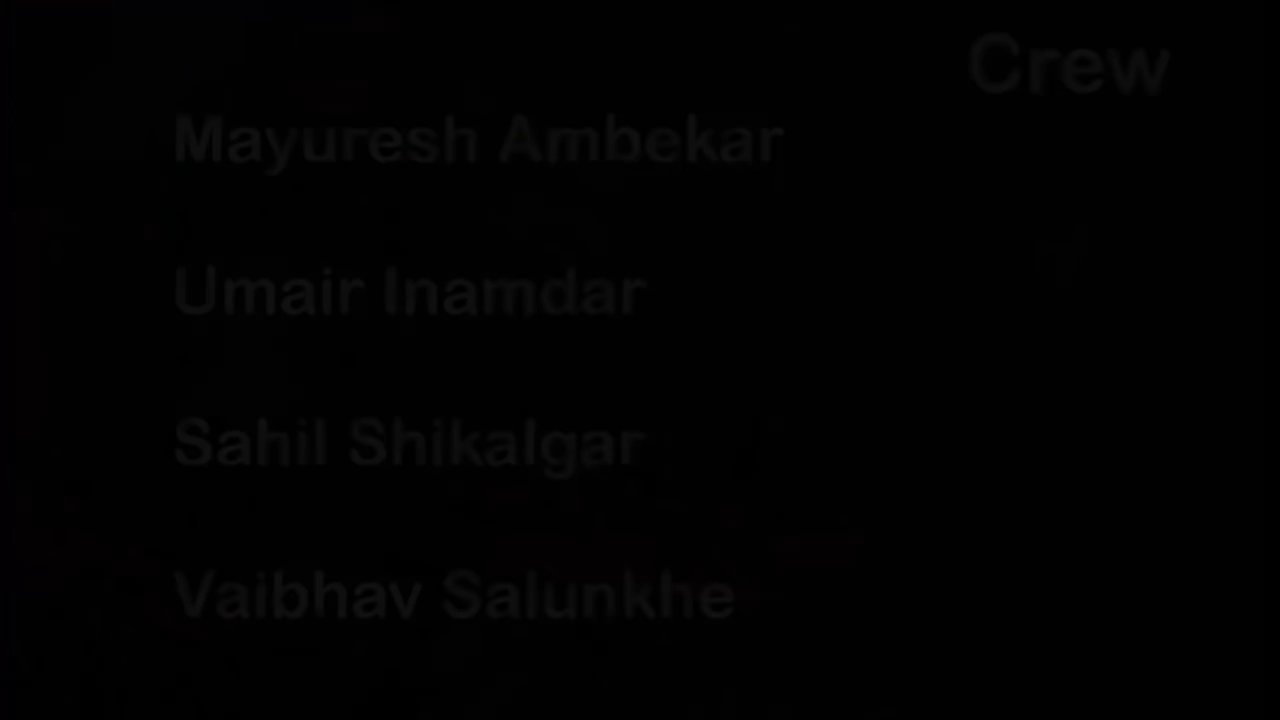 Crew
Mayuresh Ambekar
Umair Inamdar
Sahil Shikalgar
Vaibhav Salunkhe